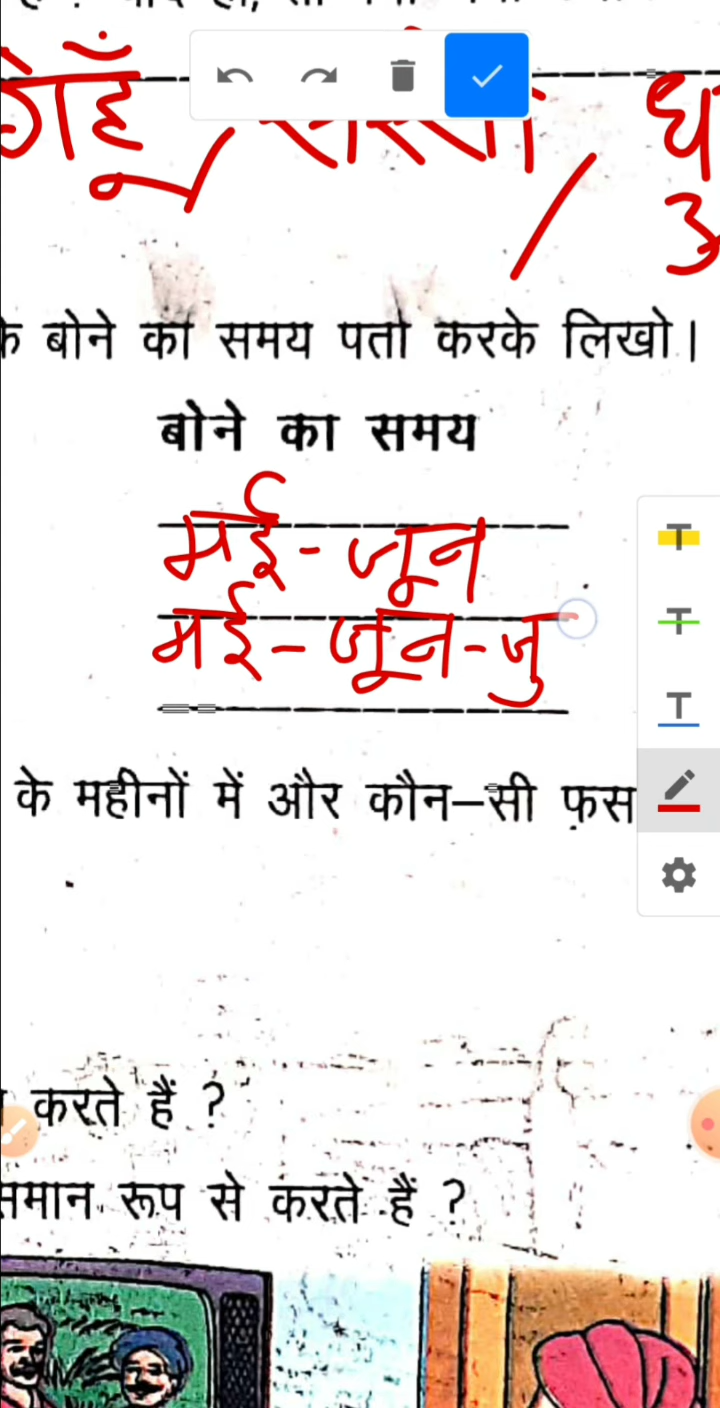 गेहूँ, सरसों, ध
के बोने का समय पता करके लिखो।
बोने का समय
मई-जून
मई-जून-जु
के महीनों में और कौन–सी फ़स
करते हैं ?
समान रूप से करते हैं ?